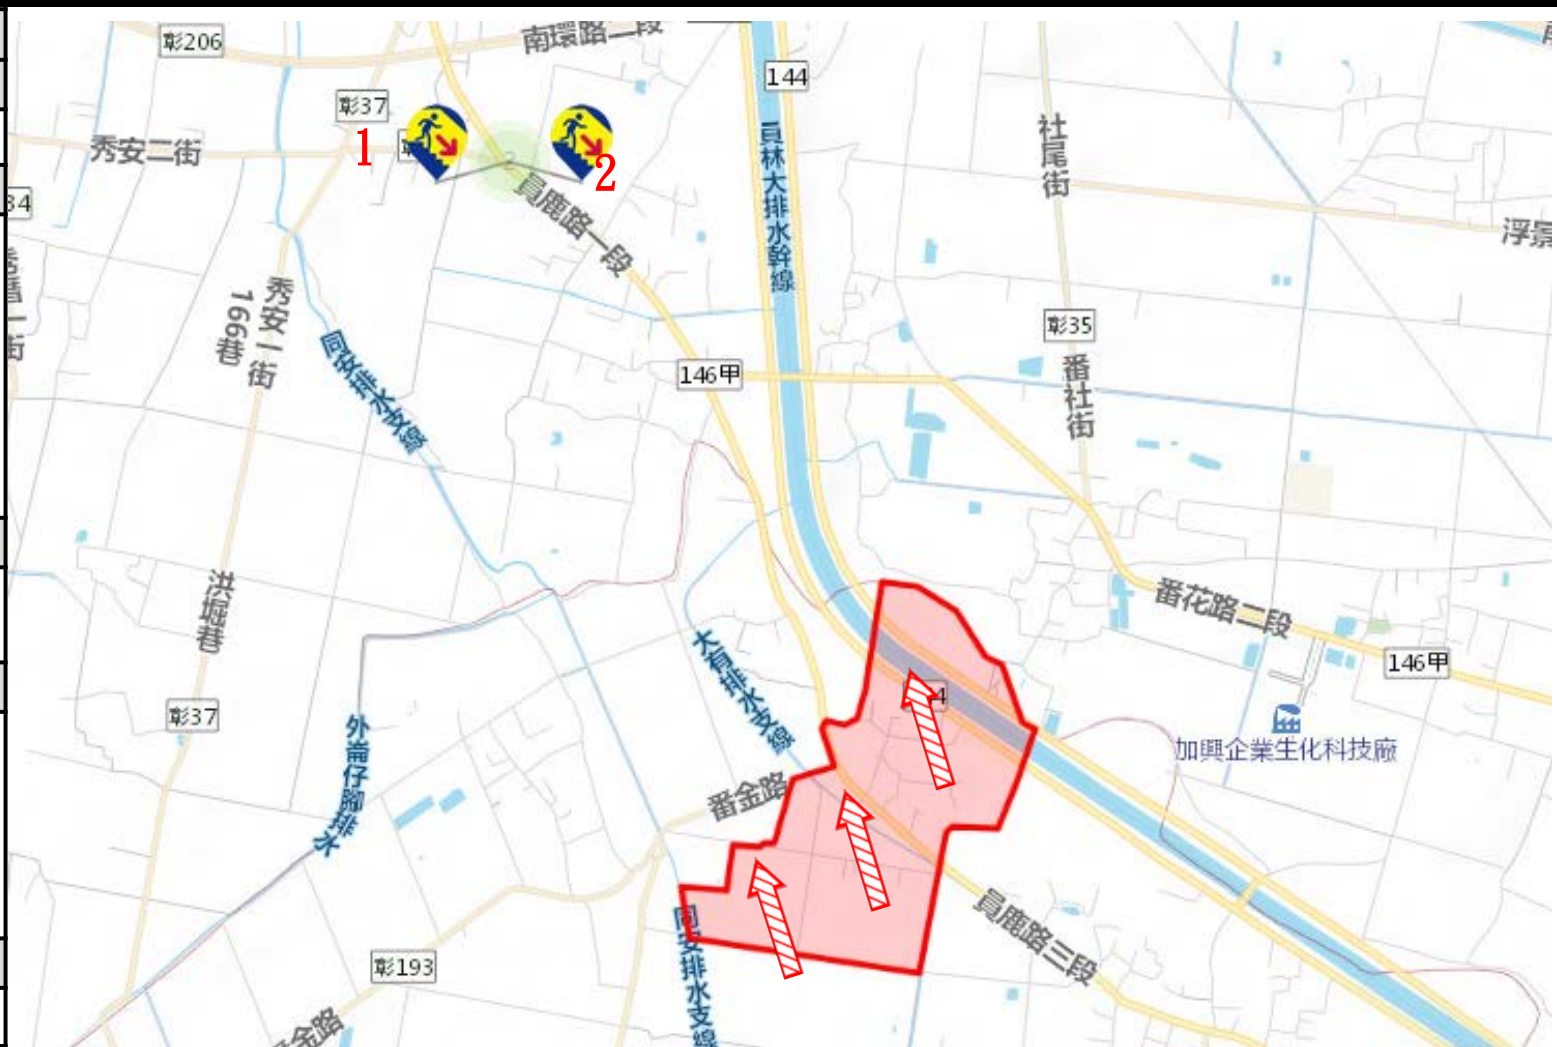 彰206
南環路二段
144
彰37
1
2
秀安二街
34
員鹿路一段
員林大排水幹線
社尾街
浮景
秀安一街
166巷
同安排水支線
146甲
彰35
番社街
洪堀巷
大有排水支線
番花路二段
146甲
彰37
外崙仔腳排水
加興企業生化科技廠
番金路
員鹿路三段
同安排水支線
彰193
金路